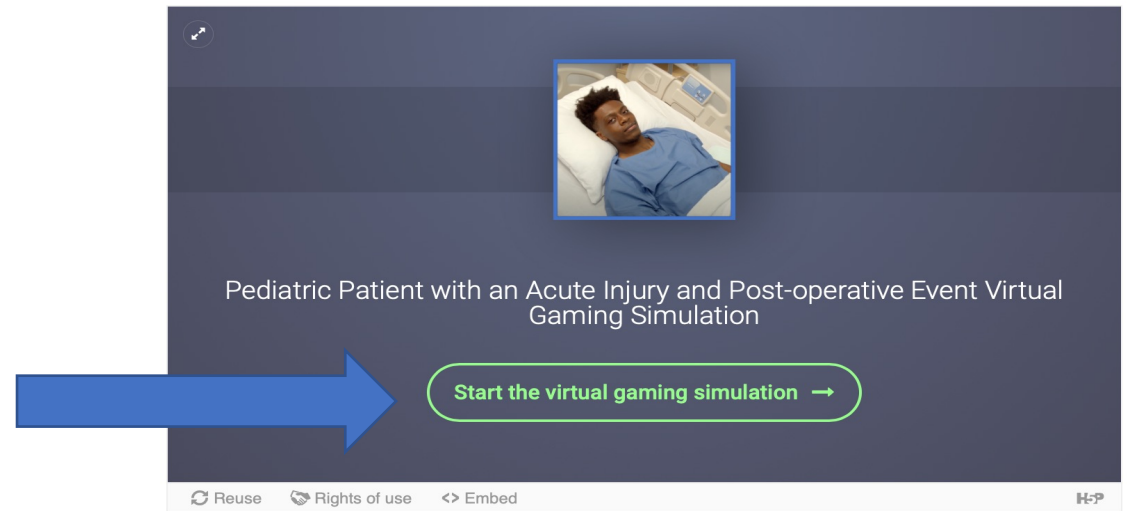 Pediatric Patient with an Acute Injury and Post-operative Event Virtual
Gaming Simulation
Start the virtual gaming simulation →
Reuse
Rights of use
<> Embed
H5P